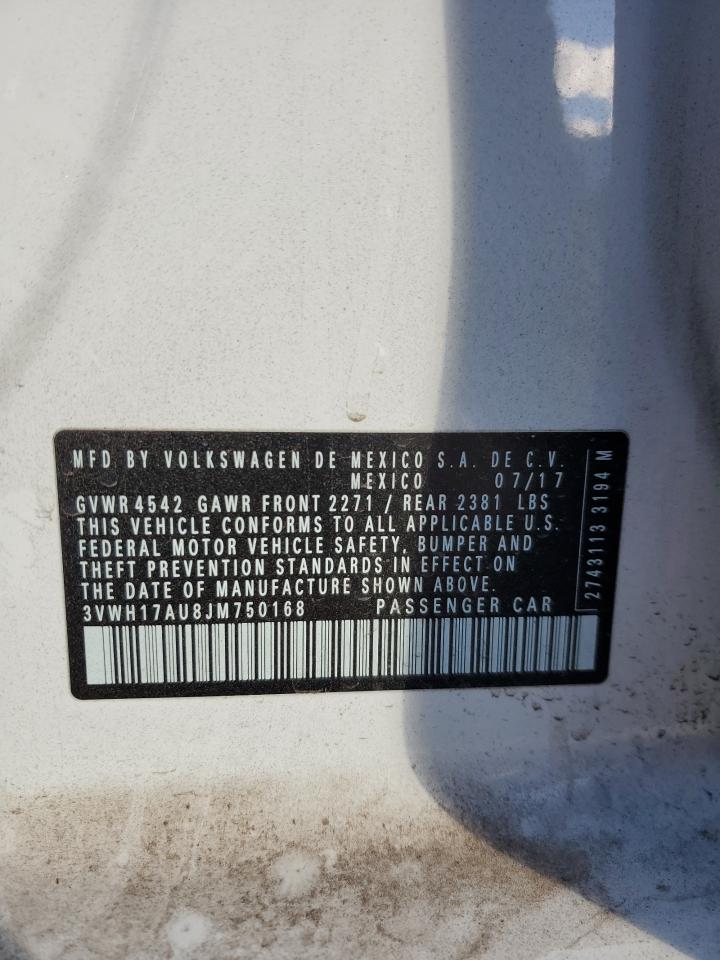 MFD BY VOLKSWAGEN DE MEXICO S.A. DE C.V.
MEXICO 07/17
GVWR 4542 GAWR FRONT 2271 / REAR 2381 LBS
THIS VEHICLE CONFORMS TO ALL APPLICABLE U.S.
FEDERAL MOTOR VEHICLE SAFETY, BUMPER AND
THEFT PREVENTION STANDARDS IN EFFECT ON
THE DATE OF MANUFACTURE SHOWN ABOVE.
3VWH17AU8JM750168 PASSENGER CAR
2743113 3194 M